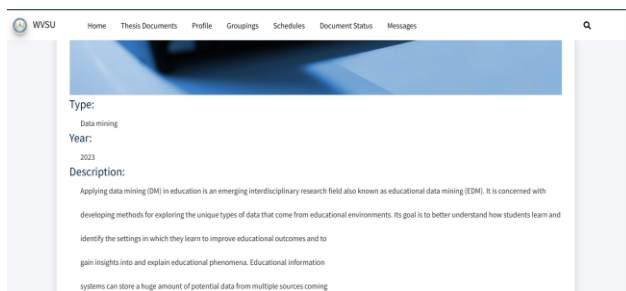 WVSU Home Thesis Documents Profile Groupings Schedules Document Status Messages
Type:
Data mining
Year:
2023
Description:
Applying data mining (DM) in education is an emerging interdisciplinary research field also known as educational data mining (EDM). It is concerned with
developing methods for exploring the unique types of data that come from educational environments. Its goal is to better understand how students learn and
identify the settings in which they learn to improve educational outcomes and to
gain insights into and explain educational phenomena. Educational information
systems can store a huge amount of potential data from multiple sources coming